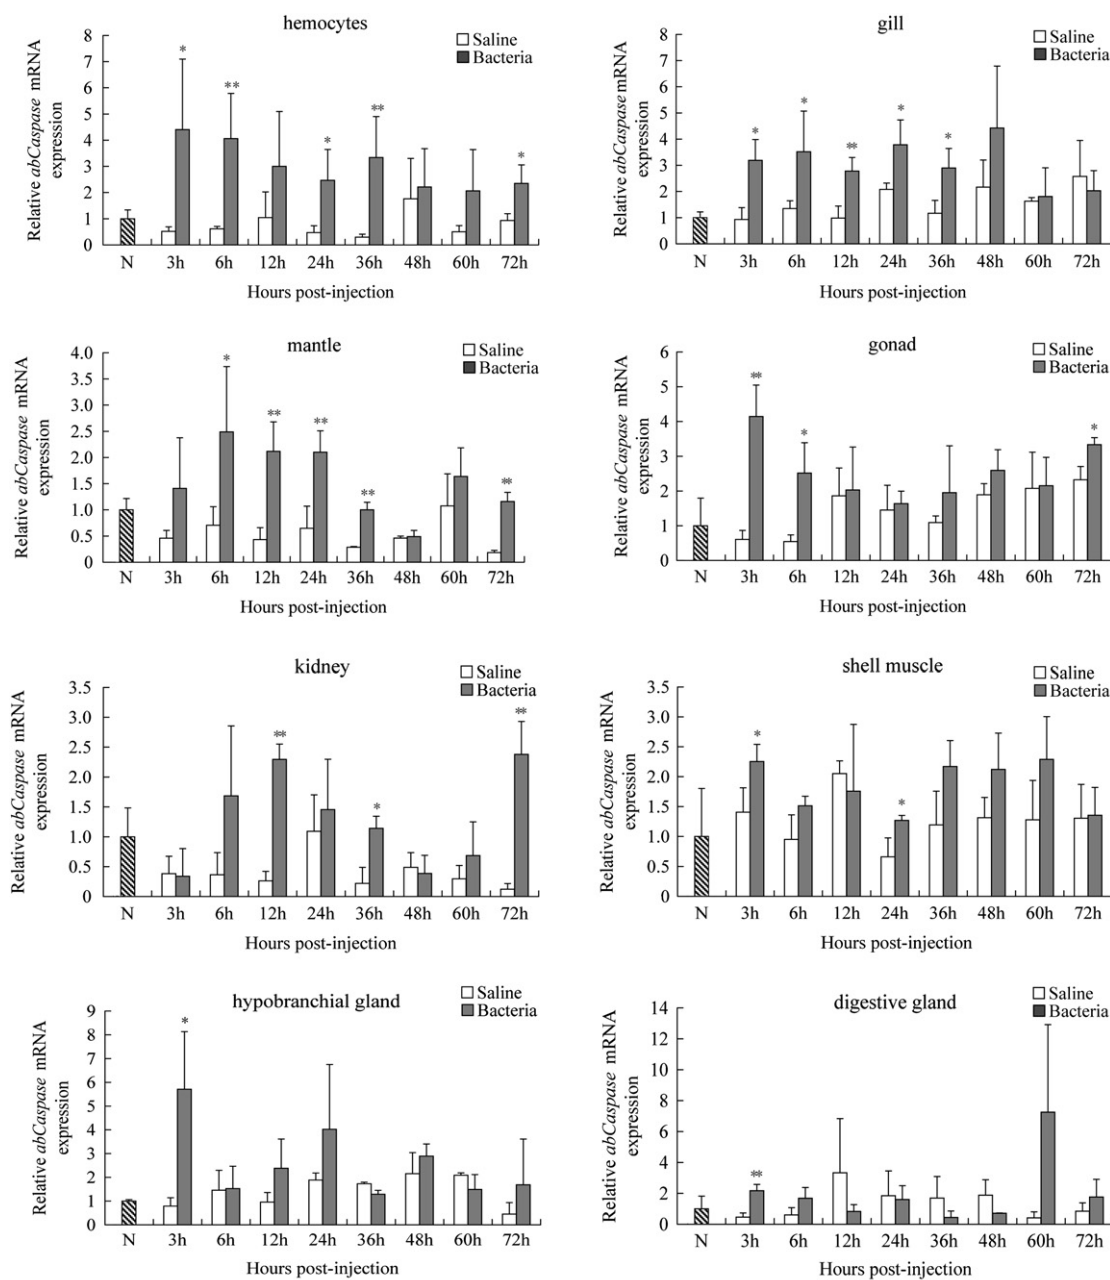 hemocytes
Saline
Bacteria
Relative abCaspase mRNA
expression
8
7
6
5
4
3
2
1
0
* ** * ** *
N 3h 6h 12h 24h 36h 48h 60h 72h
Hours post-injection
gill
Saline
Bacteria
Relative abCaspase mRNA
expression
8
7
6
5
4
3
2
1
0
* * ** * *
N 3h 6h 12h 24h 36h 48h 60h 72h
Hours post-injection
mantle
Saline
Bacteria
Relative abCaspase mRNA
expression
4.0
3.5
3.0
2.5
2.0
1.5
1.0
0.5
0
* ** ** ** **
N 3h 6h 12h 24h 36h 48h 60h 72h
Hours post-injection
gonad
Saline
Bacteria
Relative abCaspase mRNA
expression
6
5
4
3
2
1
0
** * *
N 3h 6h 12h 24h 36h 48h 60h 72h
Hours post-injection
kidney
Saline
Bacteria
Relative abCaspase mRNA
expression
3.5
3.0
2.5
2.0
1.5
1.0
0.5
0
** * **
N 3h 6h 12h 24h 36h 48h 60h 72h
Hours post-injection
shell muscle
Saline
Bacteria
Relative abCaspase mRNA
expression
3.5
3.0
2.5
2.0
1.5
1.0
0.5
0
* *
N 3h 6h 12h 24h 36h 48h 60h 72h
Hours post-injection
hypobranchial gland
Saline
Bacteria
Relative abCaspase mRNA
expression
9
8
7
6
5
4
3
2
1
0
*
N 3h 6h 12h 24h 36h 48h 60h 72h
Hours post-injection
digestive gland
Saline
Bacteria
Relative abCaspase mRNA
expression
14
12
10
8
6
4
2
0
**
N 3h 6h 12h 24h 36h 48h 60h 72h
Hours post-injection